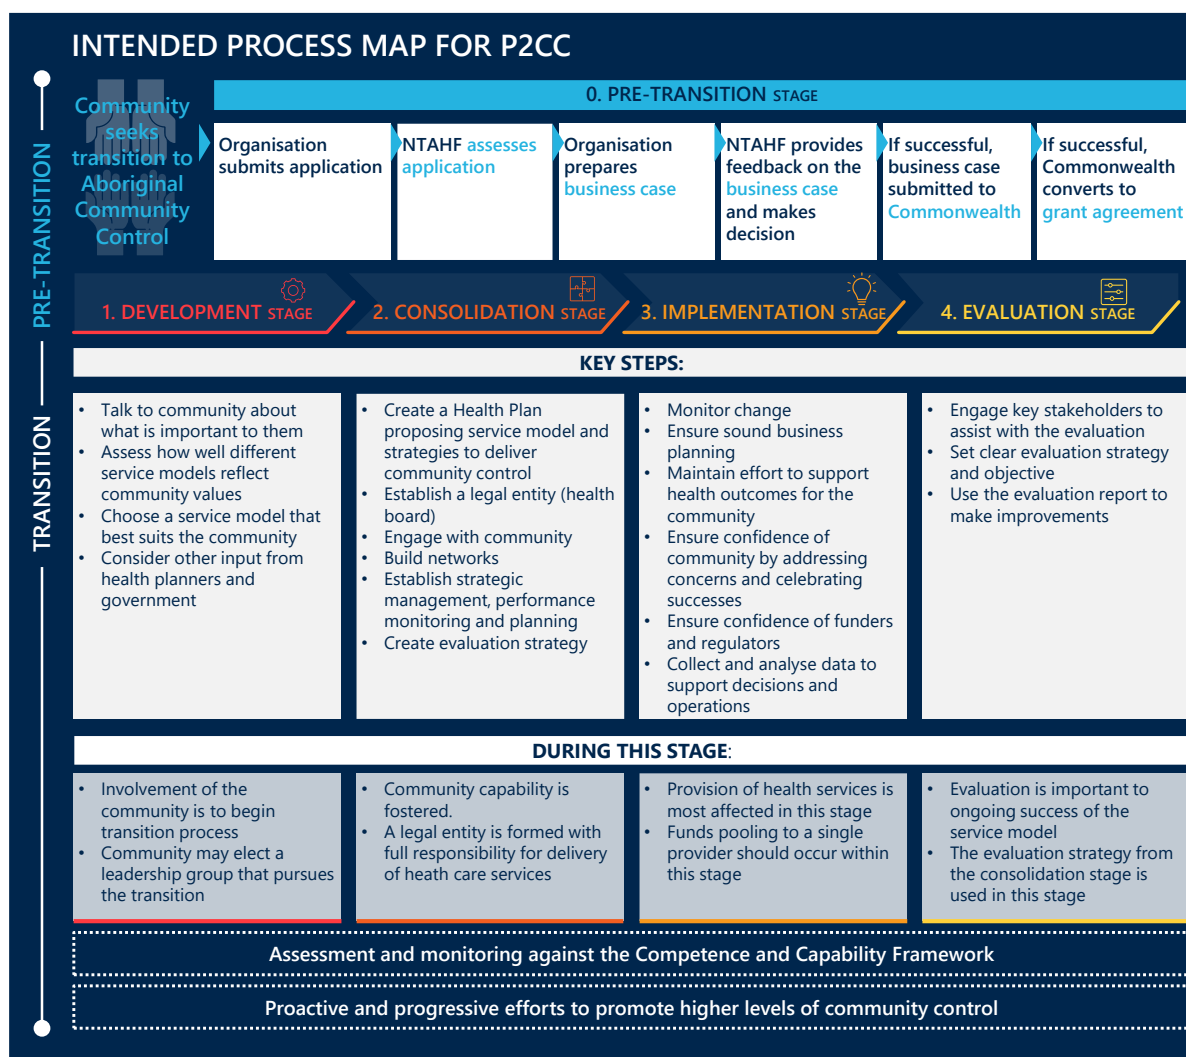 INTENDED PROCESS MAP FOR P2CC
PRE-TRANSITION
TRANSITION
Community
seeks
transition to
Aboriginal
Community
Control
0. PRE-TRANSITION STAGE
Organisation
submits application
NTAHF assesses
application
Organisation
prepares
business case
NTAHF provides
feedback on the
business case
and makes
decision
If successful,
business case
submitted to
Commonwealth
If successful,
Commonwealth
converts to
grant agreement
1. DEVELOPMENT STAGE
2. CONSOLIDATION STAGE
3. IMPLEMENTATION STAGE
4. EVALUATION STAGE
KEY STEPS:
• Talk to community about
what is important to them
• Assess how well different
service models reflect
community values
• Choose a service model that
best suits the community
• Consider other input from
health planners and
government
• Create a Health Plan
proposing service model and
strategies to deliver
community control
• Establish a legal entity (health
board)
• Engage with community
• Build networks
• Establish strategic
management, performance
monitoring and planning
• Create evaluation strategy
• Monitor change
• Ensure sound business
planning
• Maintain effort to support
health outcomes for the
community
• Ensure confidence of
community by addressing
concerns and celebrating
successes
• Ensure confidence of funders
and regulators
• Collect and analyse data to
support decisions and
operations
• Engage key stakeholders to
assist with the evaluation
• Set clear evaluation strategy
and objective
• Use the evaluation report to
make improvements
DURING THIS STAGE:
• Involvement of the
community is to begin
transition process
• Community may elect a
leadership group that pursues
the transition
• Community capability is
fostered.
• A legal entity is formed with
full responsibility for delivery
of heath care services
• Provision of health services is
most affected in this stage
• Funds pooling to a single
provider should occur within
this stage
• Evaluation is important to
ongoing success of the
service model
• The evaluation strategy from
the consolidation stage is
used in this stage
Assessment and monitoring against the Competence and Capability Framework
Proactive and progressive efforts to promote higher levels of community control